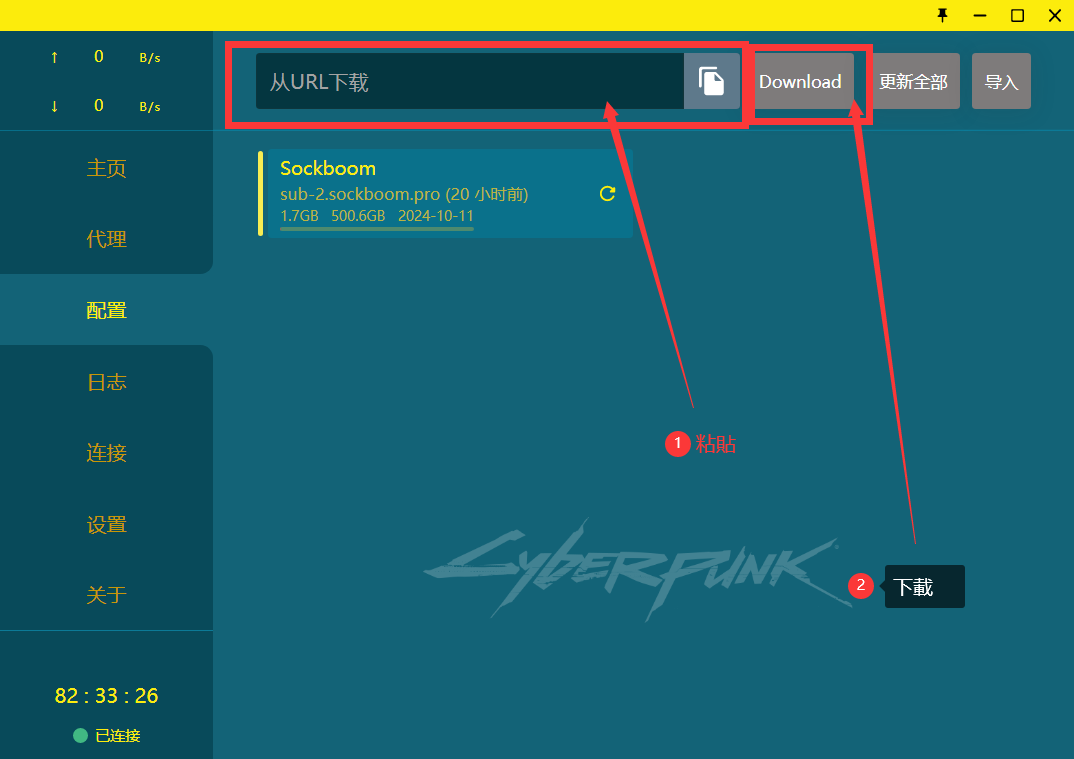 ↑ 0 B/s
↓ 0 B/s
主页
代理
配置
日志
连接
设置
关于
82 : 33 : 26
已连接
从URL下载
Download
更新全部
导入
Sockboom
sub-2.sockboom.pro (20 小时前)
1.7GB 500.6GB 2024-10-11
1 粘貼
CYBERPUNK
2 下載